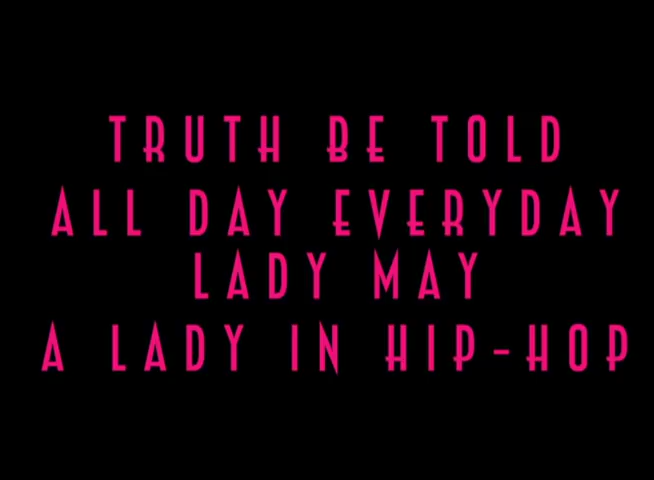 TRUTH BE TOLD
ALL DAY EVERYDAY
LADY MAY
A LADY IN HIP-HOP